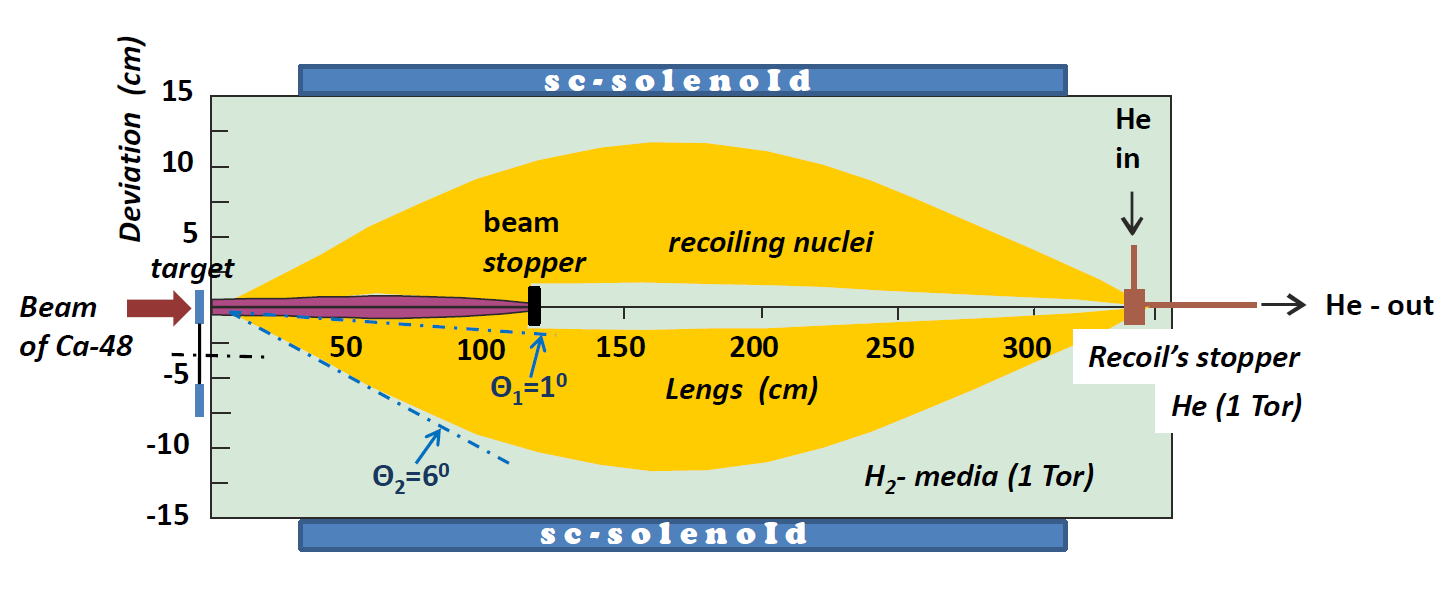 sc-solenoId
Deviation (cm)
15
10
5
-5
-10
-15
He
in
beam
stopper
recoiling nuclei
target
Beam
of Ca-48
He - out
50
100
150
200
250
300
Recoil's stopper
Θ1=1⁰
Lengs (cm)
He (1 Tor)
Θ2=6⁰
H2- media (1 Tor)
sc-solenoId